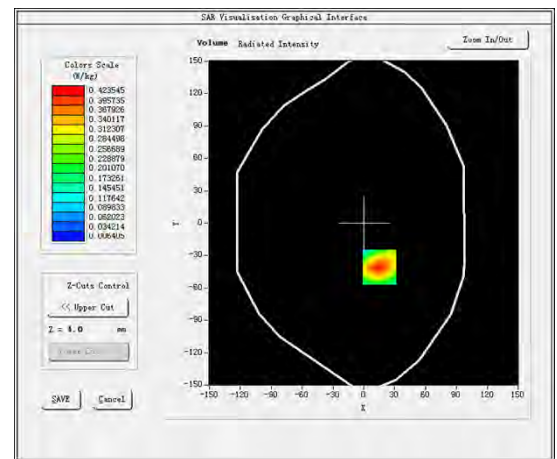 SAR Visualisation Graphical Interface
Volume Radiated Intensity
Zoom In/Out
Colors Scale
(W/kg)
0.423545
0.395735
0.367926
0.340117
0.312307
0.284498
0.256689
0.228879
0.201070
0.173261
0.145451
0.117642
0.089833
0.062023
0.034214
0.006405
150
120
90
60
30
0
-30
-60
-90
-120
-150
Y
-150 -120 -90 -60 -30 0 30 60 90 120 150
X
Z-Cuts Control
<< Upper Cut
Z = 4.0 mm
SAVE
Cancel